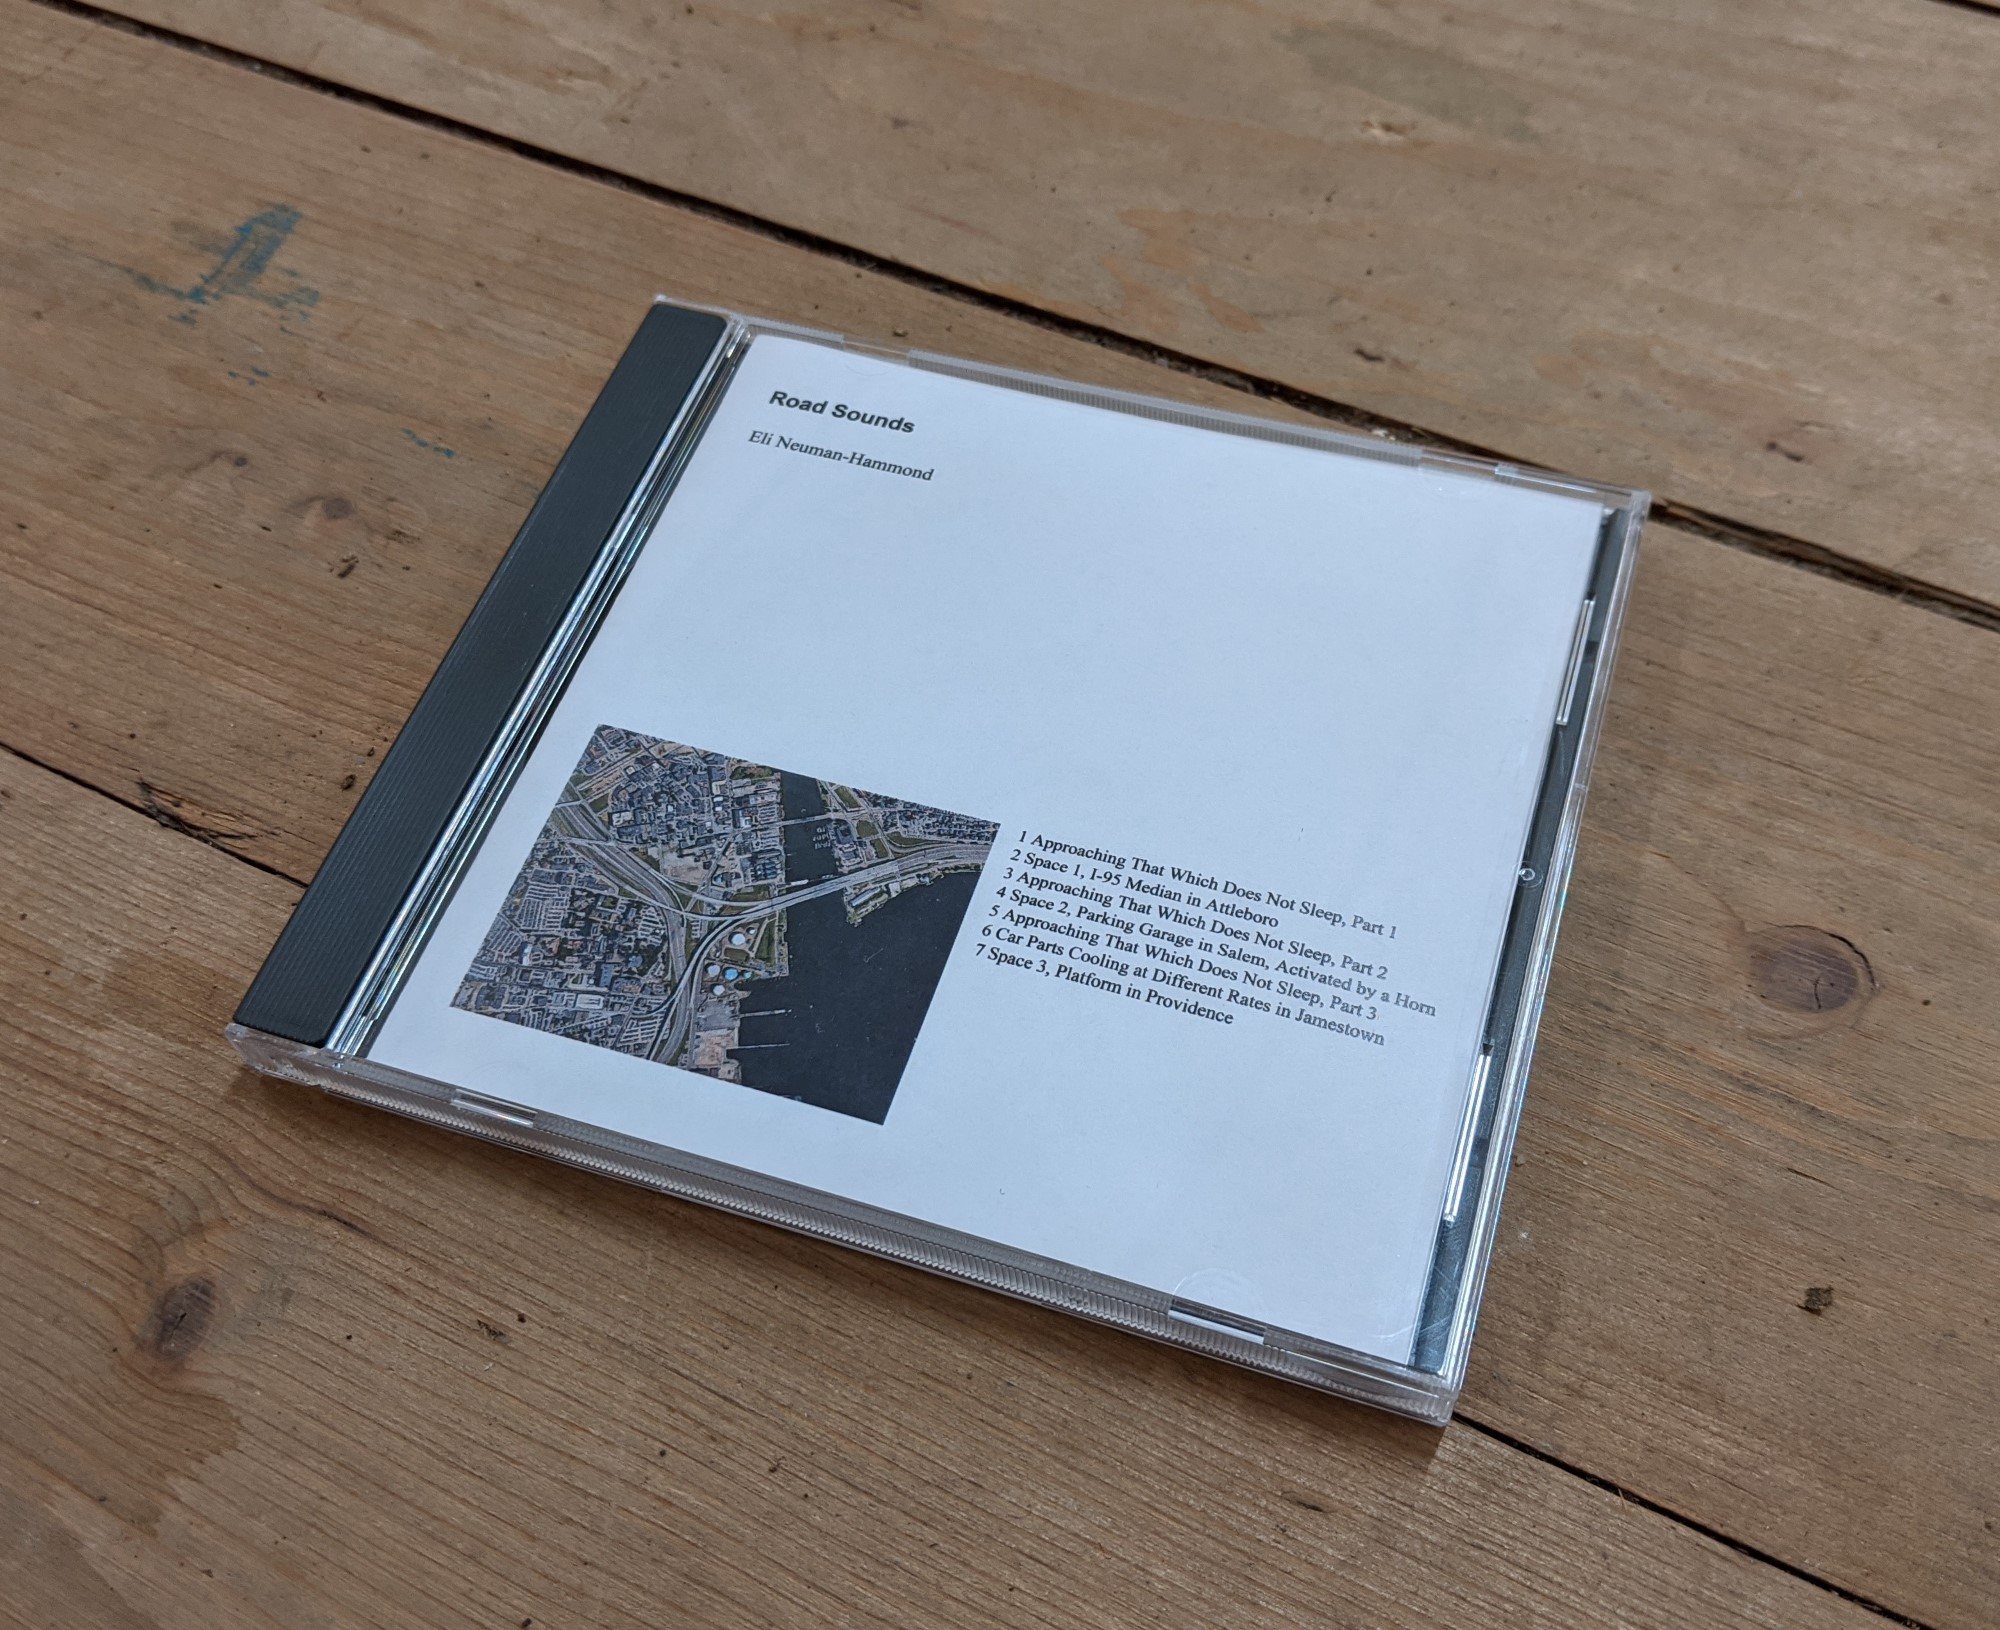 Road Sounds
Eli Neuman-Hammond
1 Approaching That Which Does Not Sleep, Part 1
2 Space 1, I-95 Median in Attleboro
3 Approaching That Which Does Not Sleep, Part 2
4 Space 2, Parking Garage in Salem, Activated by a Horn
5 Approaching That Which Does Not Sleep, Part 3
6 Car Parts Cooling at Different Rates in Jamestown
7 Space 3, Platform in Providence